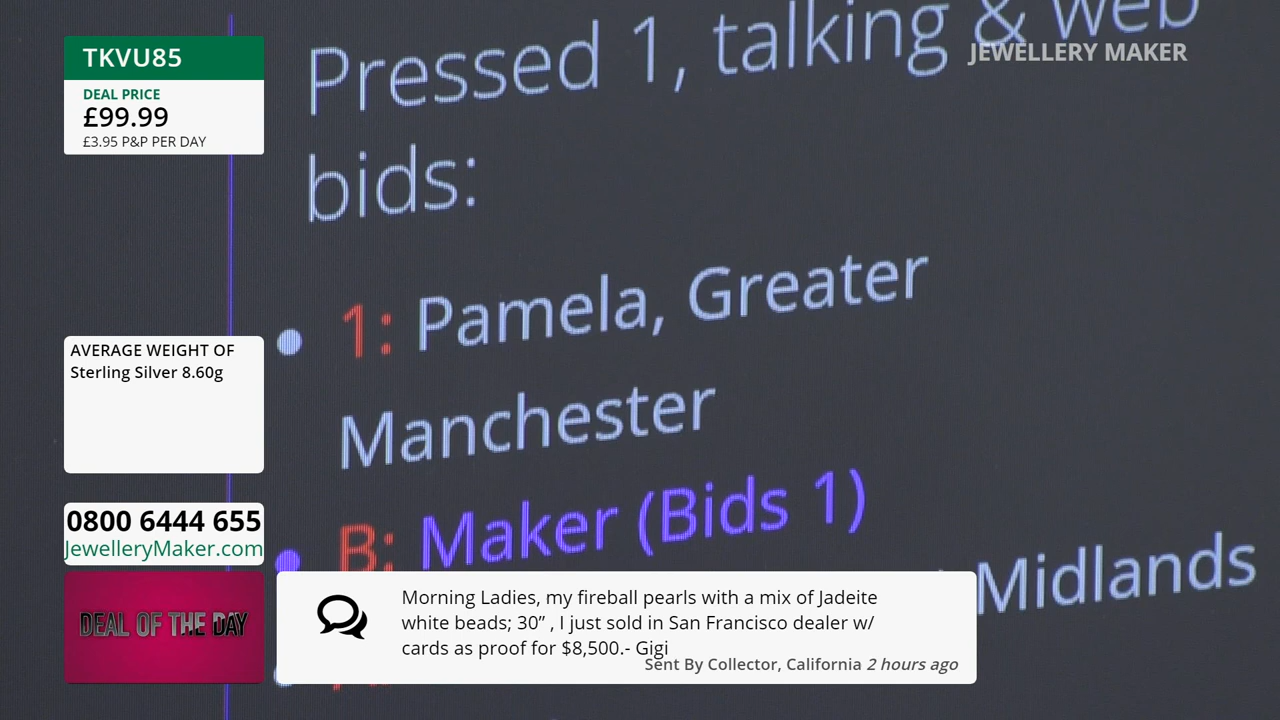 TKVU85
DEAL PRICE
£99.99
£3.95 P&P PER DAY
Pressed 1, talking & web
bids:
JEWELLERY MAKER
1: Pamela, Greater
Manchester
B: Maker (Bids 1)
Midlands
AVERAGE WEIGHT OF
Sterling Silver 8.60g
0800 6444 655
JewelleryMaker.com
DEAL OF THE DAY
Morning Ladies, my fireball pearls with a mix of Jadeite
white beads; 30” , I just sold in San Francisco dealer w/
cards as proof for $8,500.- Gigi
Sent By Collector, California 2 hours ago